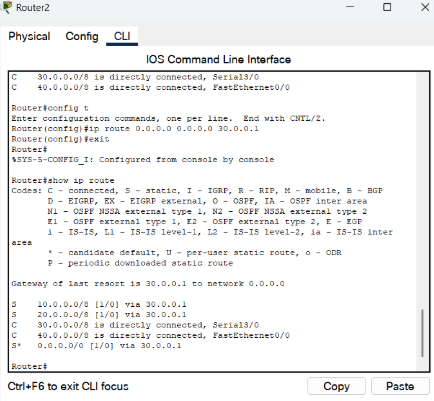 Router2
Physical Config CLI
IOS Command Line Interface
C 30.0.0.0/8 is directly connected, Serial3/0
C 40.0.0.0/8 is directly connected, FastEthernet0/0
Router#config t
Enter configuration commands, one per line. End with CNTL/Z.
Router(config)#ip route 0.0.0.0 0.0.0.0 30.0.0.1
Router(config)#exit
Router#
%SYS-5-CONFIG_I: Configured from console by console
Router#show ip route
Codes: C - connected, S - static, I - IGRP, R - RIP, M - mobile, B - BGP
D - EIGRP, EX - EIGRP external, O - OSPF, IA - OSPF inter area
N1 - OSPF NSSA external type 1, N2 - OSPF NSSA external type 2
E1 - OSPF external type 1, E2 - OSPF external type 2, E - EGP
i - IS-IS, L1 - IS-IS level-1, L2 - IS-IS level-2, ia - IS-IS inter
area
* - candidate default, U - per-user static route, o - ODR
P - periodic downloaded static route
Gateway of last resort is 30.0.0.1 to network 0.0.0.0
S 10.0.0.0/8 [1/0] via 30.0.0.1
S 20.0.0.0/8 [1/0] via 30.0.0.1
C 30.0.0.0/8 is directly connected, Serial3/0
C 40.0.0.0/8 is directly connected, FastEthernet0/0
S* 0.0.0.0/0 [1/0] via 30.0.0.1
Router#
Ctrl+F6 to exit CLI focus Copy Paste